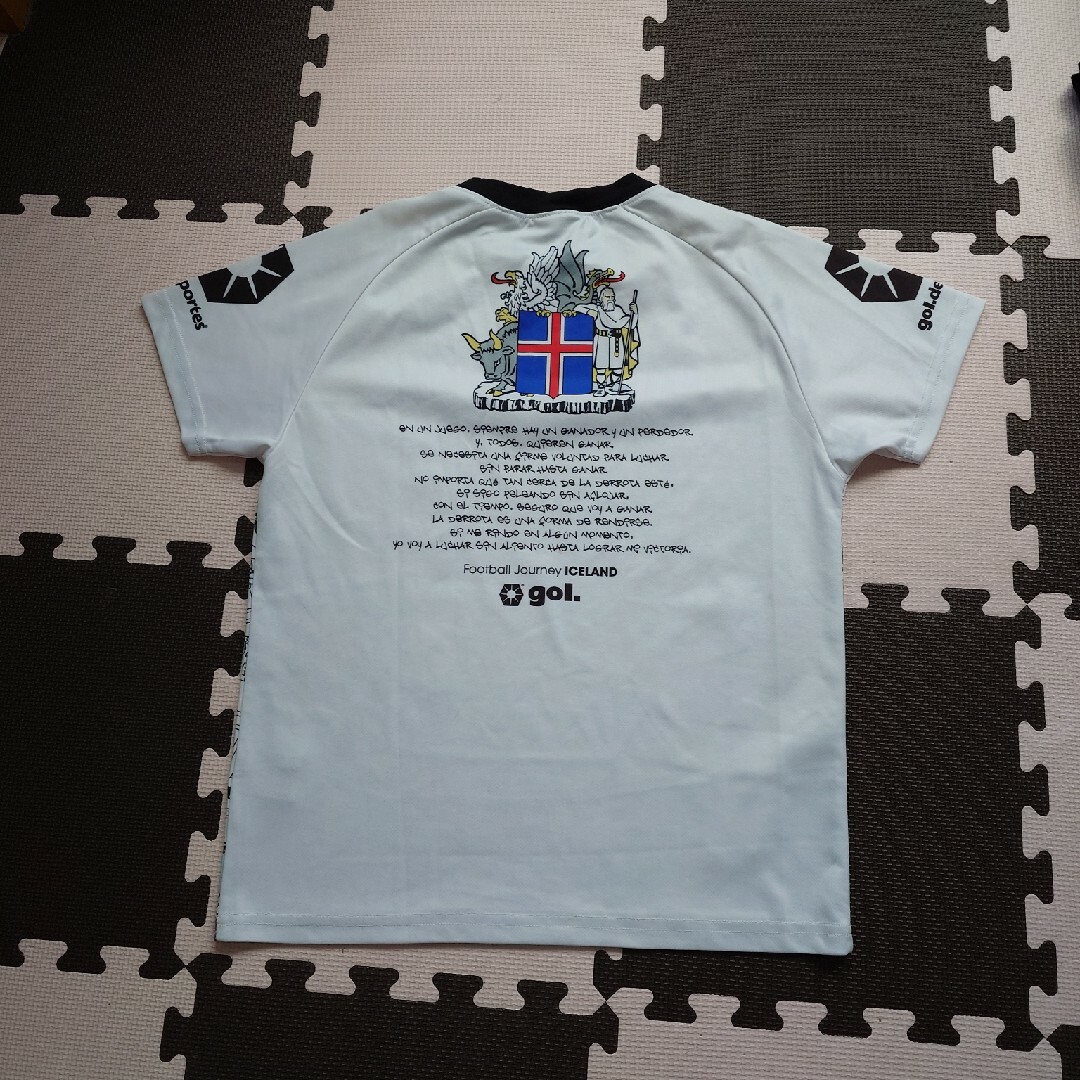 portes
gol.de
EN UN JUEGO. SIEMPRE HAY UN GANADOR Y UN PERDEDOR
Y. TODOS. QUIEREN GANAR
SE NECESITA UNA FIRME VOLUNTAD PARA LUCHAR
SIN PARAR HASTA GANAR
NO IMPORTA QUÉ TAN CERCA DE LA DERROTA ESTÉ.
SI SIGO PELEANDO SIN AFLOJAR.
CON EL TIEMPO. SEGURO QUE VOY A GANAR
LA DERROTA ES UNA FORMA DE RENDIRSE.
SI ME RINDO EN ALGÚN MOMENTO.
YO VOY A LUCHAR SIN ALIENTO HASTA LOGRAR MI VICTORIA.
Football Journey ICELAND
gol.